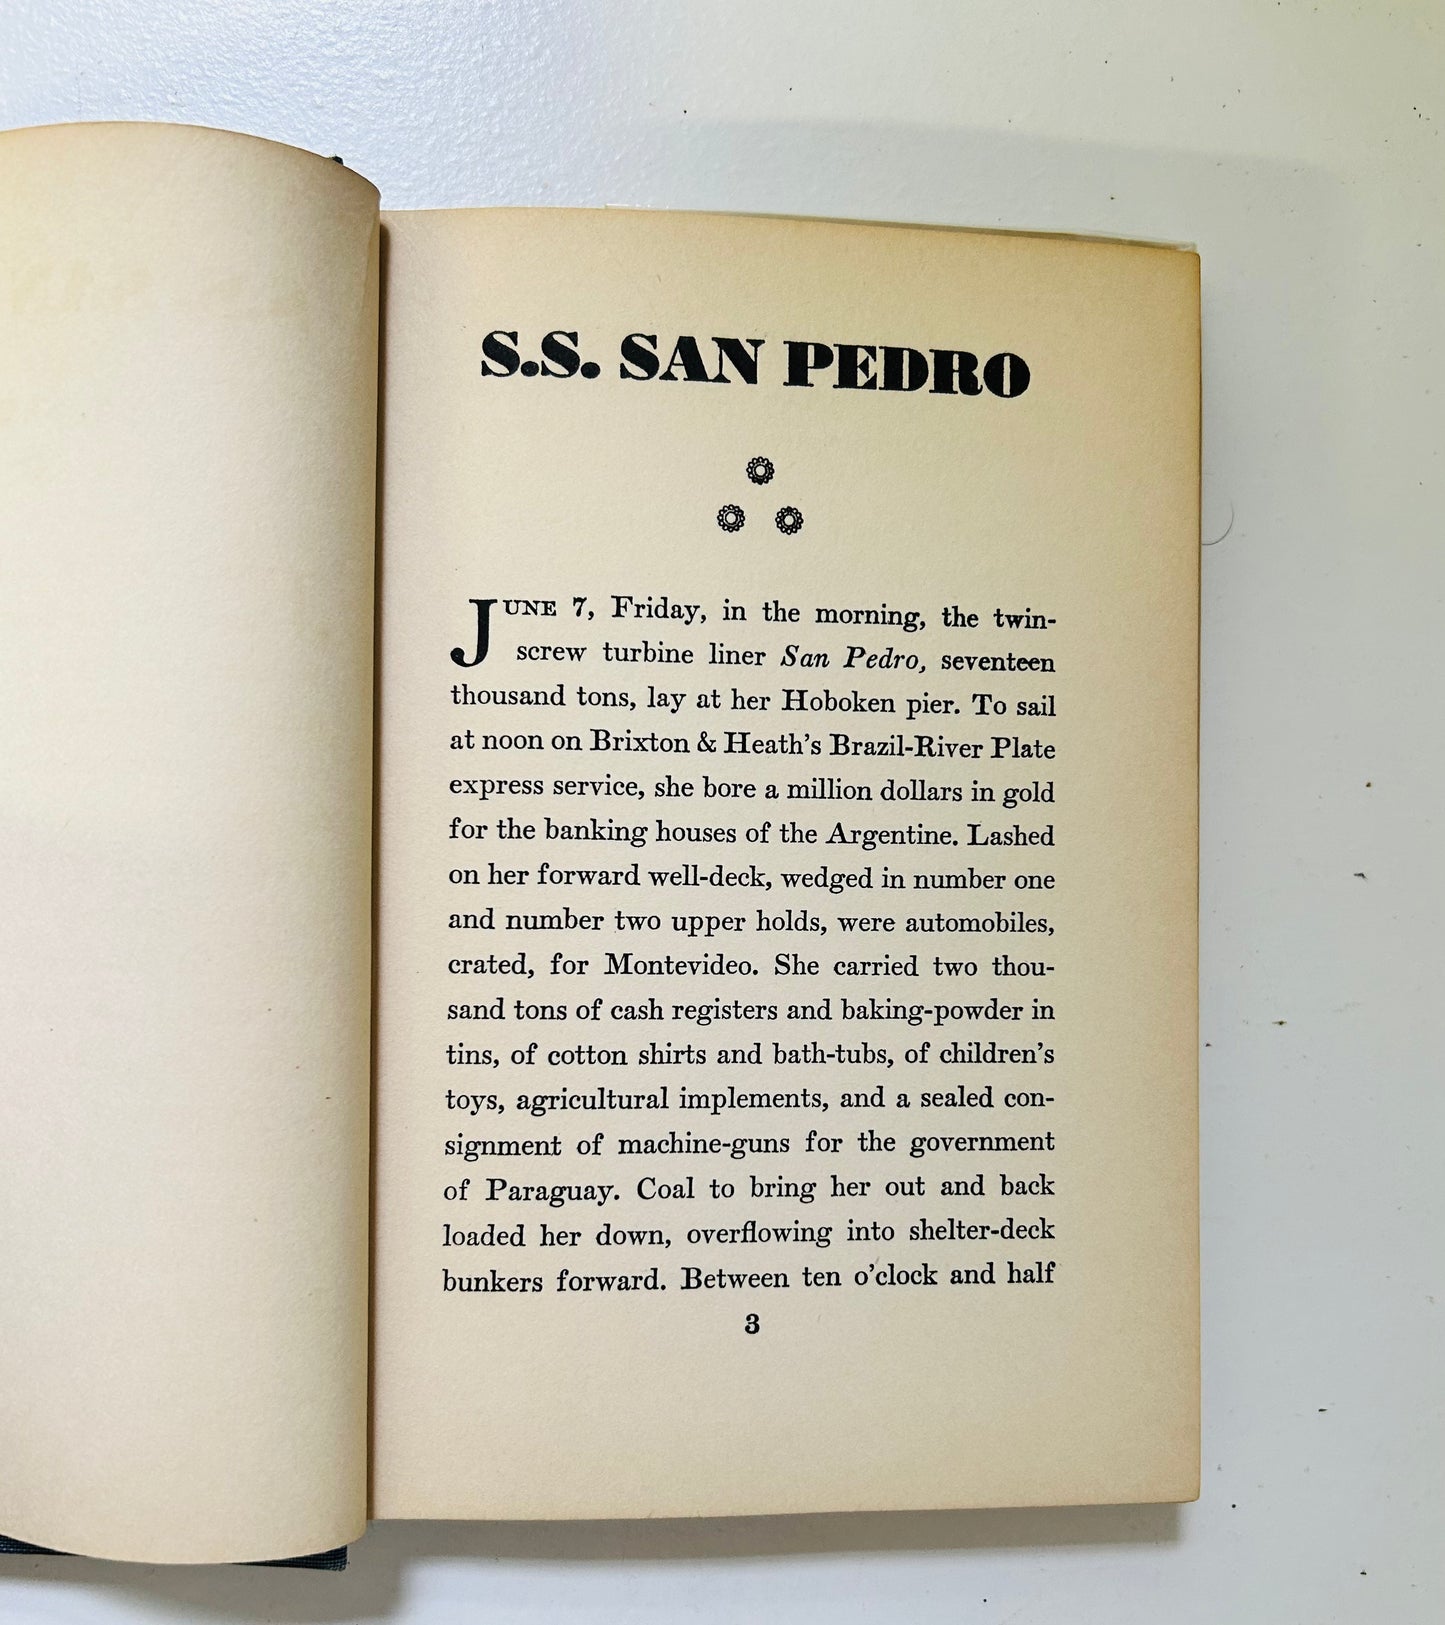 S.S. SAN PEDRO
JUNE 7, Friday, in the morning, the twin-
screw turbine liner San Pedro, seventeen
thousand tons, lay at her Hoboken pier. To sail
at noon on Brixton & Heath's Brazil-River Plate
express service, she bore a million dollars in gold
for the banking houses of the Argentine. Lashed
on her forward well-deck, wedged in number one
and number two upper holds, were automobiles,
crated, for Montevideo. She carried two thou-
sand tons of cash registers and baking-powder in
tins, of cotton shirts and bath-tubs, of children's
toys, agricultural implements, and a sealed con-
signment of machine-guns for the government
of Paraguay. Coal to bring her out and back
loaded her down, overflowing into shelter-deck
bunkers forward. Between ten o'clock and half
3